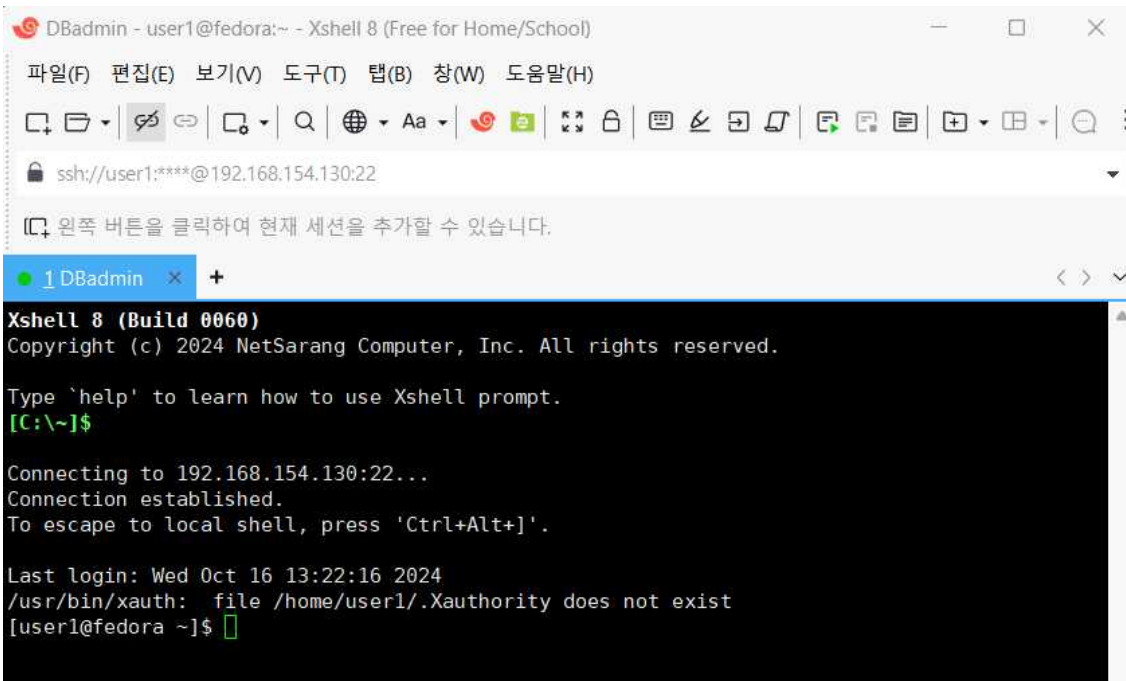 DBadmin - user1@fedora:~ - Xshell 8 (Free for Home/School)
파일(F) 편집(E) 보기(V) 도구(T) 탭(B) 창(W) 도움말(H)
Aa
ssh://user1:****@192.168.154.130:22
왼쪽 버튼을 클릭하여 현재 세션을 추가할 수 있습니다.
1 DBadmin × +
Xshell 8 (Build 0060)
Copyright (c) 2024 NetSarang Computer, Inc. All rights reserved.
Type `help' to learn how to use Xshell prompt.
[C:\~]$
Connecting to 192.168.154.130:22...
Connection established.
To escape to local shell, press 'Ctrl+Alt+]'.
Last login: Wed Oct 16 13:22:16 2024
/usr/bin/xauth:  file /home/user1/.Xauthority does not exist
[user1@fedora ~]$